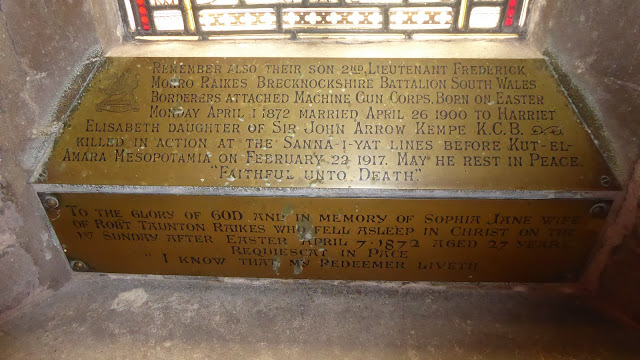 REMEMBER ALSO THEIR SON 2ND. LIEUTENANT FREDERICK
MONRO RAIKES BRECKNOCKSHIRE BATTALION SOUTH WALES
BORDERERS ATTACHED MACHINE GUN CORPS. BORN ON EASTER
MONDAY APRIL 1 1872 MARRIED APRIL 26 1900 TO HARRIET
ELISABETH DAUGHTER OF SIR JOHN ARROW KEMPE K.C.B.
KILLED IN ACTION AT THE SANNA-I-YAT LINES BEFORE KUT-EL-
AMARA MESOPOTAMIA ON FEBRUARY 22 1917. MAY HE REST IN PEACE.
"FAITHFUL UNTO DEATH."
TO THE GLORY OF GOD AND IN MEMORY OF SOPHIA JANE WIFE
OF ROBT TAUNTON RAIKES WHO FELL ASLEEP IN CHRIST ON THE
1ST SUNDAY AFTER EASTER APRIL 7. 1872 AGED 27 YEARS.
REQUIESCAT IN PACE
"I KNOW THAT MY REDEEMER LIVETH